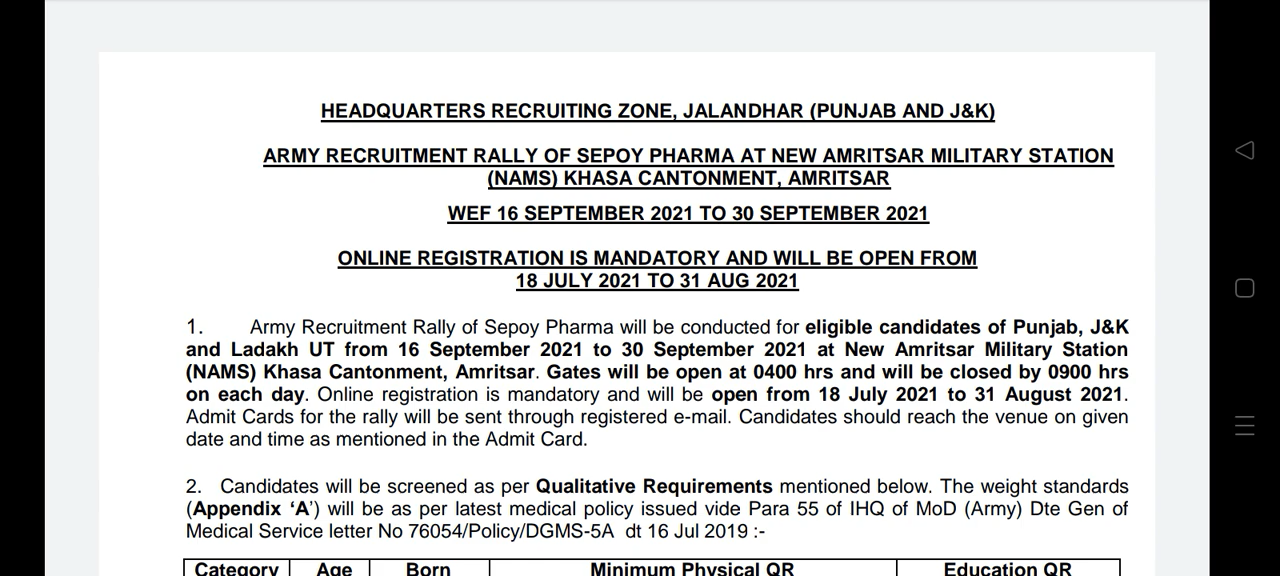 HEADQUARTERS RECRUITING ZONE, JALANDHAR (PUNJAB AND J&K)
ARMY RECRUITMENT RALLY OF SEPOY PHARMA AT NEW AMRITSAR MILITARY STATION
(NAMS) KHASA CANTONMENT, AMRITSAR
WEF 16 SEPTEMBER 2021 TO 30 SEPTEMBER 2021
ONLINE REGISTRATION IS MANDATORY AND WILL BE OPEN FROM
18 JULY 2021 TO 31 AUG 2021
1. Army Recruitment Rally of Sepoy Pharma will be conducted for eligible candidates of Punjab, J&K
and Ladakh UT from 16 September 2021 to 30 September 2021 at New Amritsar Military Station
(NAMS) Khasa Cantonment, Amritsar. Gates will be open at 0400 hrs and will be closed by 0900 hrs
on each day. Online registration is mandatory and will be open from 18 July 2021 to 31 August 2021.
Admit Cards for the rally will be sent through registered e-mail. Candidates should reach the venue on given
date and time as mentioned in the Admit Card.
2. Candidates will be screened as per Qualitative Requirements mentioned below. The weight standards
(Appendix ‘A’) will be as per latest medical policy issued vide Para 55 of IHQ of MoD (Army) Dte Gen of
Medical Service letter No 76054/Policy/DGMS-5A dt 16 Jul 2019 :-
Category Age Born Minimum Physical QR Education QR